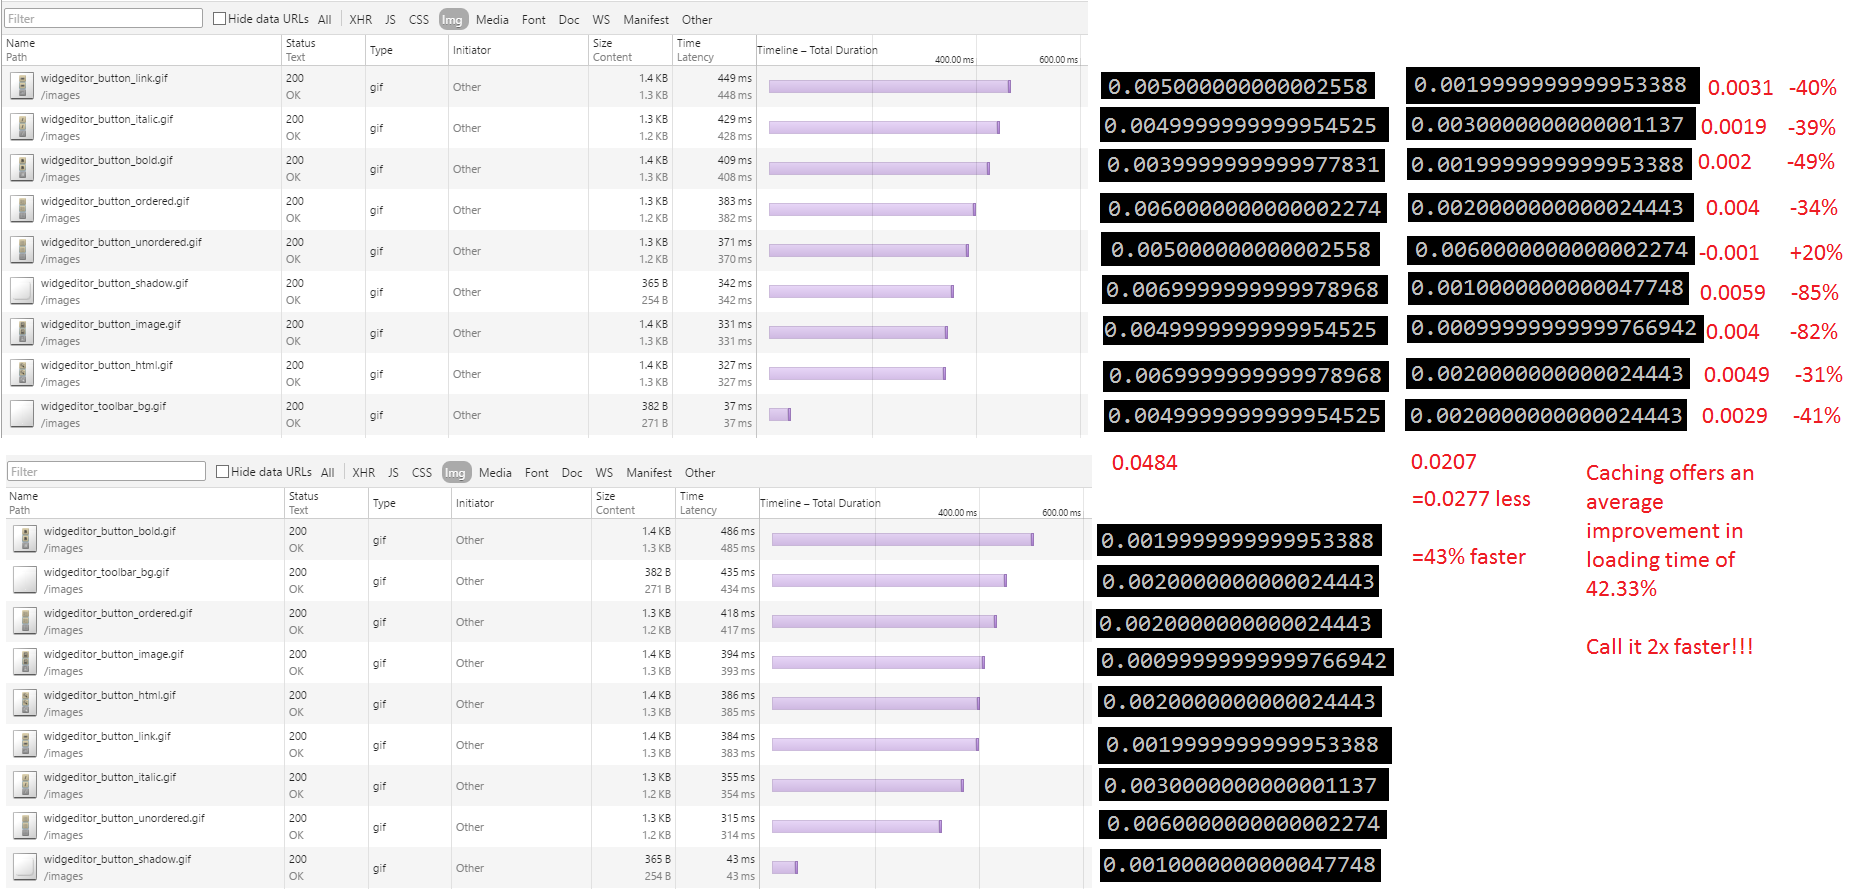 Filter Hide data URLs All XHR JS CSS Img Media Font Doc WS Manifest Other
Name Status Type Initiator Size Time Timeline – Total Duration
Path Text Content Latency 400.00 ms 600.00 ms
widgeditor_button_link.gif 200 gif Other 1.4 KB 449 ms 0.005000000000002558 0.0019999999999953388 0.0031 -40%
/images OK 1.3 KB 448 ms
widgeditor_button_italic.gif 200 gif Other 1.3 KB 429 ms 0.0049999999999954525 0.0030000000000001137 0.0019 -39%
/images OK 1.2 KB 428 ms
widgeditor_button_bold.gif 200 gif Other 1.4 KB 409 ms 0.0039999999999977831 0.0019999999999953388 0.002 -49%
/images OK 1.3 KB 408 ms
widgeditor_button_ordered.gif 200 gif Other 1.3 KB 383 ms 0.0060000000000002274 0.0020000000000024443 0.004 -34%
/images OK 1.2 KB 382 ms
widgeditor_button_unordered.gif 200 gif Other 1.3 KB 371 ms 0.005000000000002558 0.0060000000000002274 -0.001 +20%
/images OK 1.2 KB 370 ms
widgeditor_button_shadow.gif 200 gif Other 365 B 342 ms 0.0069999999999978968 0.0010000000000047748 0.0059 -85%
/images OK 254 B 342 ms
widgeditor_button_image.gif 200 gif Other 1.4 KB 331 ms 0.0049999999999954525 0.00099999999999766942 0.004 -82%
/images OK 1.3 KB 331 ms
widgeditor_button_html.gif 200 gif Other 1.4 KB 327 ms 0.0069999999999978968 0.0020000000000024443 0.0049 -31%
/images OK 1.3 KB 327 ms
widgeditor_toolbar_bg.gif 200 gif Other 382 B 37 ms 0.0049999999999954525 0.0020000000000024443 0.0029 -41%
/images OK 271 B 37 ms
0.0484 0.0207
=0.0277 less
=43% faster
Caching offers an
average
improvement in
loading time of
42.33%
Call it 2x faster!!!
Filter Hide data URLs All XHR JS CSS Img Media Font Doc WS Manifest Other
Name Status Type Initiator Size Time Timeline – Total Duration
Path Text Content Latency 400.00 ms 600.00 ms
widgeditor_button_bold.gif 200 gif Other 1.4 KB 486 ms 0.0019999999999953388
/images OK 1.3 KB 485 ms
widgeditor_toolbar_bg.gif 200 gif Other 382 B 435 ms 0.0020000000000024443
/images OK 271 B 434 ms
widgeditor_button_ordered.gif 200 gif Other 1.3 KB 418 ms 0.0020000000000024443
/images OK 1.2 KB 417 ms
widgeditor_button_image.gif 200 gif Other 1.4 KB 394 ms 0.00099999999999766942
/images OK 1.3 KB 393 ms
widgeditor_button_html.gif 200 gif Other 1.4 KB 386 ms 0.0020000000000024443
/images OK 1.3 KB 385 ms
widgeditor_button_link.gif 200 gif Other 1.4 KB 384 ms 0.0019999999999953388
/images OK 1.3 KB 383 ms
widgeditor_button_italic.gif 200 gif Other 1.3 KB 355 ms 0.0030000000000001137
/images OK 1.2 KB 354 ms
widgeditor_button_unordered.gif 200 gif Other 1.3 KB 315 ms 0.0060000000000002274
/images OK 1.2 KB 314 ms
widgeditor_button_shadow.gif 200 gif Other 365 B 43 ms 0.0010000000000047748
/images OK 254 B 43 ms